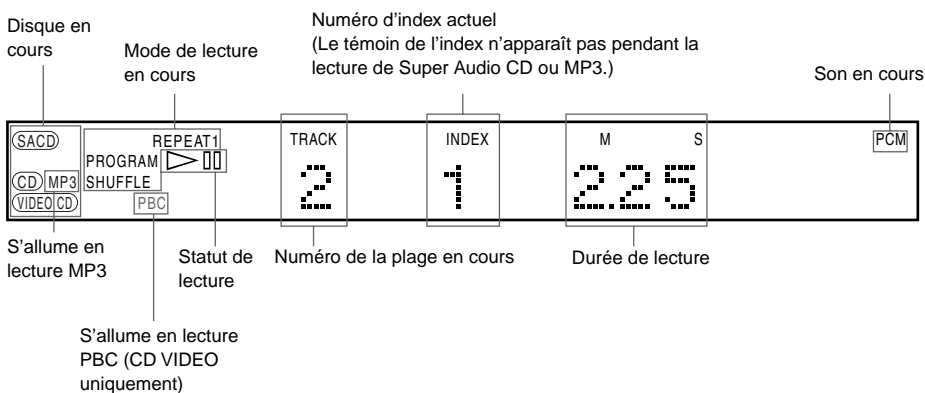 Disque en
cours
Mode de lecture
en cours
Numéro d'index actuel
(Le témoin de l'index n'apparaît pas pendant la
lecture de Super Audio CD ou MP3.)
Son en cours
SACD
REPEAT1
TRACK
INDEX
M
S
PCM
PROGRAM
CD MP3
SHUFFLE
2
1
2.25
VIDEO CD
PBC
S'allume en
lecture MP3
Statut de
lecture
Numéro de la plage en cours
Durée de lecture
S'allume en lecture
PBC (CD VIDEO
uniquement)